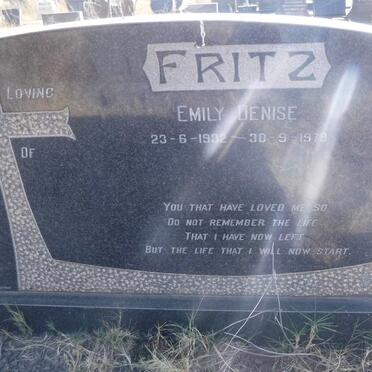 FRITZ
LOVING
EMILY DENISE
23-6-1932 — 30-9-1978
OF
YOU THAT HAVE LOVED ME SO
DO NOT REMEMBER THE LIFE
THAT I HAVE NOW LEFT
BUT THE LIFE THAT I WILL NOW START.